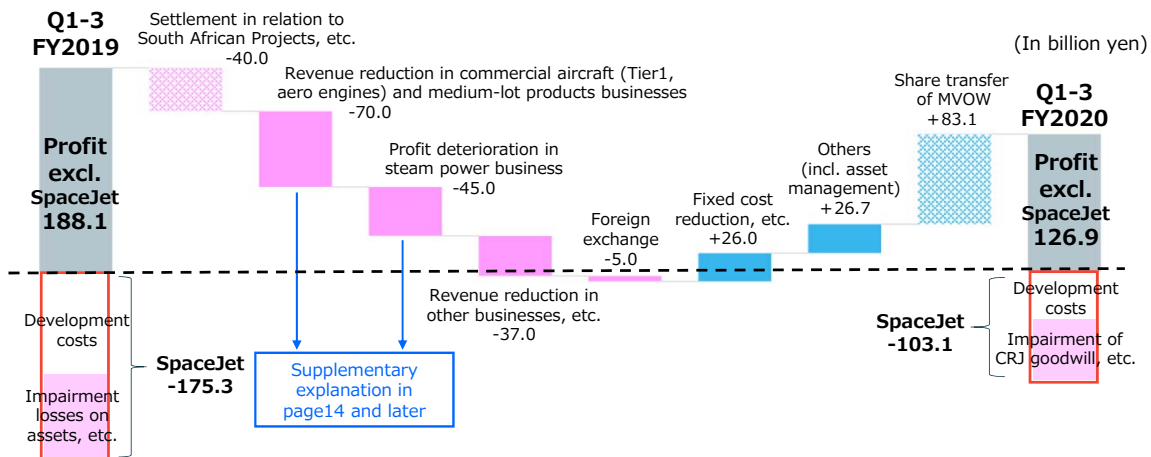 Q1-3
FY2019
Settlement in relation to
South African Projects, etc.
-40.0
Revenue reduction in commercial aircraft (Tier1,
aero engines) and medium-lot products businesses
-70.0
(In billion yen)
Share transfer
of MVOW
+83.1
Q1-3
FY2020
Profit
excl.
SpaceJet
188.1
Profit deterioration in
steam power business
-45.0
Others
(incl. asset
management)
+26.7
Fixed cost
reduction, etc.
+26.0
Foreign
exchange
-5.0
Profit
excl.
SpaceJet
126.9
Revenue reduction in
other businesses, etc.
-37.0
Development
costs
Impairment
losses on
assets, etc.
SpaceJet
-175.3
Supplementary
explanation in
page14 and later
SpaceJet
-103.1
Development
costs
Impairment of
CRJ goodwill, etc.